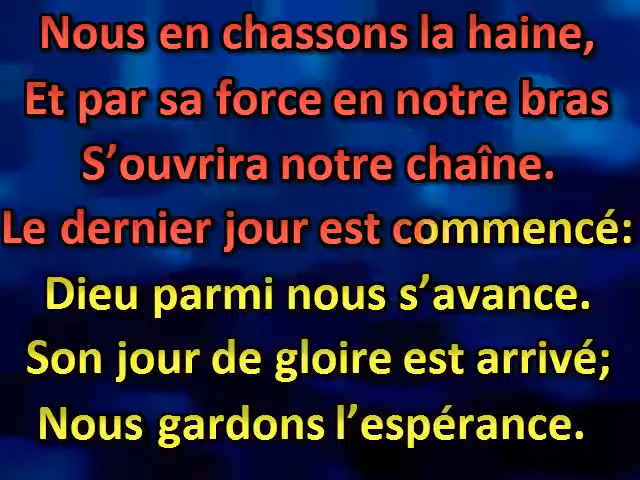 Nous en chassons la haine,
Et par sa force en notre bras
S’ouvrira notre chaîne.
Le dernier jour est commencé:
Dieu parmi nous s’avance.
Son jour de gloire est arrivé;
Nous gardons l’espérance.